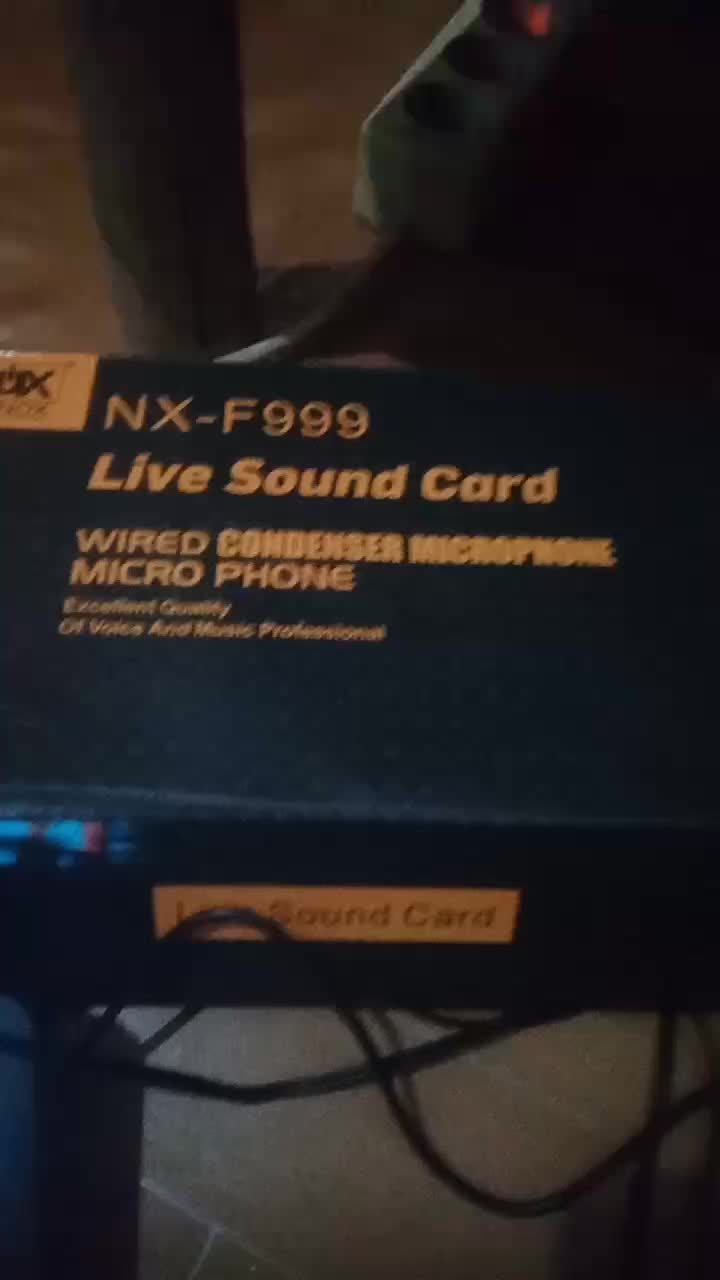 NX-F999
Live Sound Card
WIRED CONDENSER MICROPHONE
MICRO PHONE
Excellent Quality
Of Voice And Music Professional
Live Sound Card